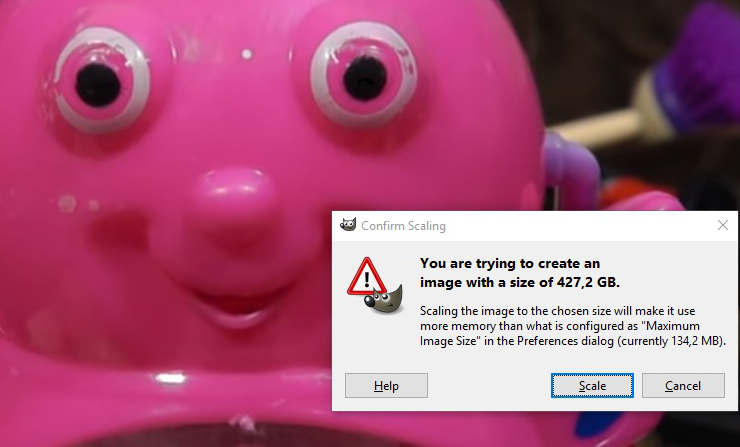 Confirm Scaling
You are trying to create an
image with a size of 427,2 GB.
Scaling the image to the chosen size will make it use
more memory than what is configured as "Maximum
Image Size" in the Preferences dialog (currently 134,2 MB).
Help
Scale
Cancel